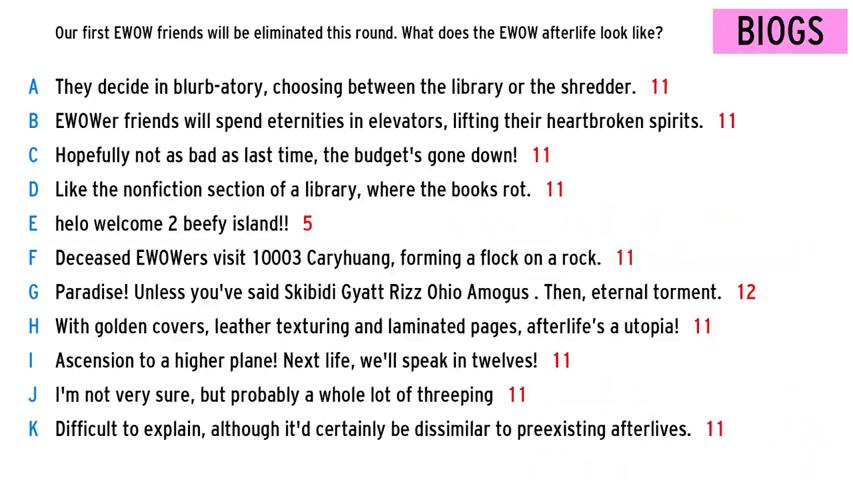 Our first EWOW friends will be eliminated this round. What does the EWOW afterlife look like?
BIOGS
A They decide in blurb-atory, choosing between the library or the shredder. 11
B EWOWer friends will spend eternities in elevators, lifting their heartbroken spirits. 11
C Hopefully not as bad as last time, the budget's gone down! 11
D Like the nonfiction section of a library, where the books rot. 11
E helo welcome 2 beefy island!! 5
F Deceased EWOWers visit 10003 Caryhuang, forming a flock on a rock. 11
G Paradise! Unless you've said Skibidi Gyatt Rizz Ohio Amogus . Then, eternal torment. 12
H With golden covers, leather texturing and laminated pages, afterlife’s a utopia! 11
I Ascension to a higher plane! Next life, we'll speak in twelves! 11
J I'm not very sure, but probably a whole lot of threeping 11
K Difficult to explain, although it'd certainly be dissimilar to preexisting afterlives. 11